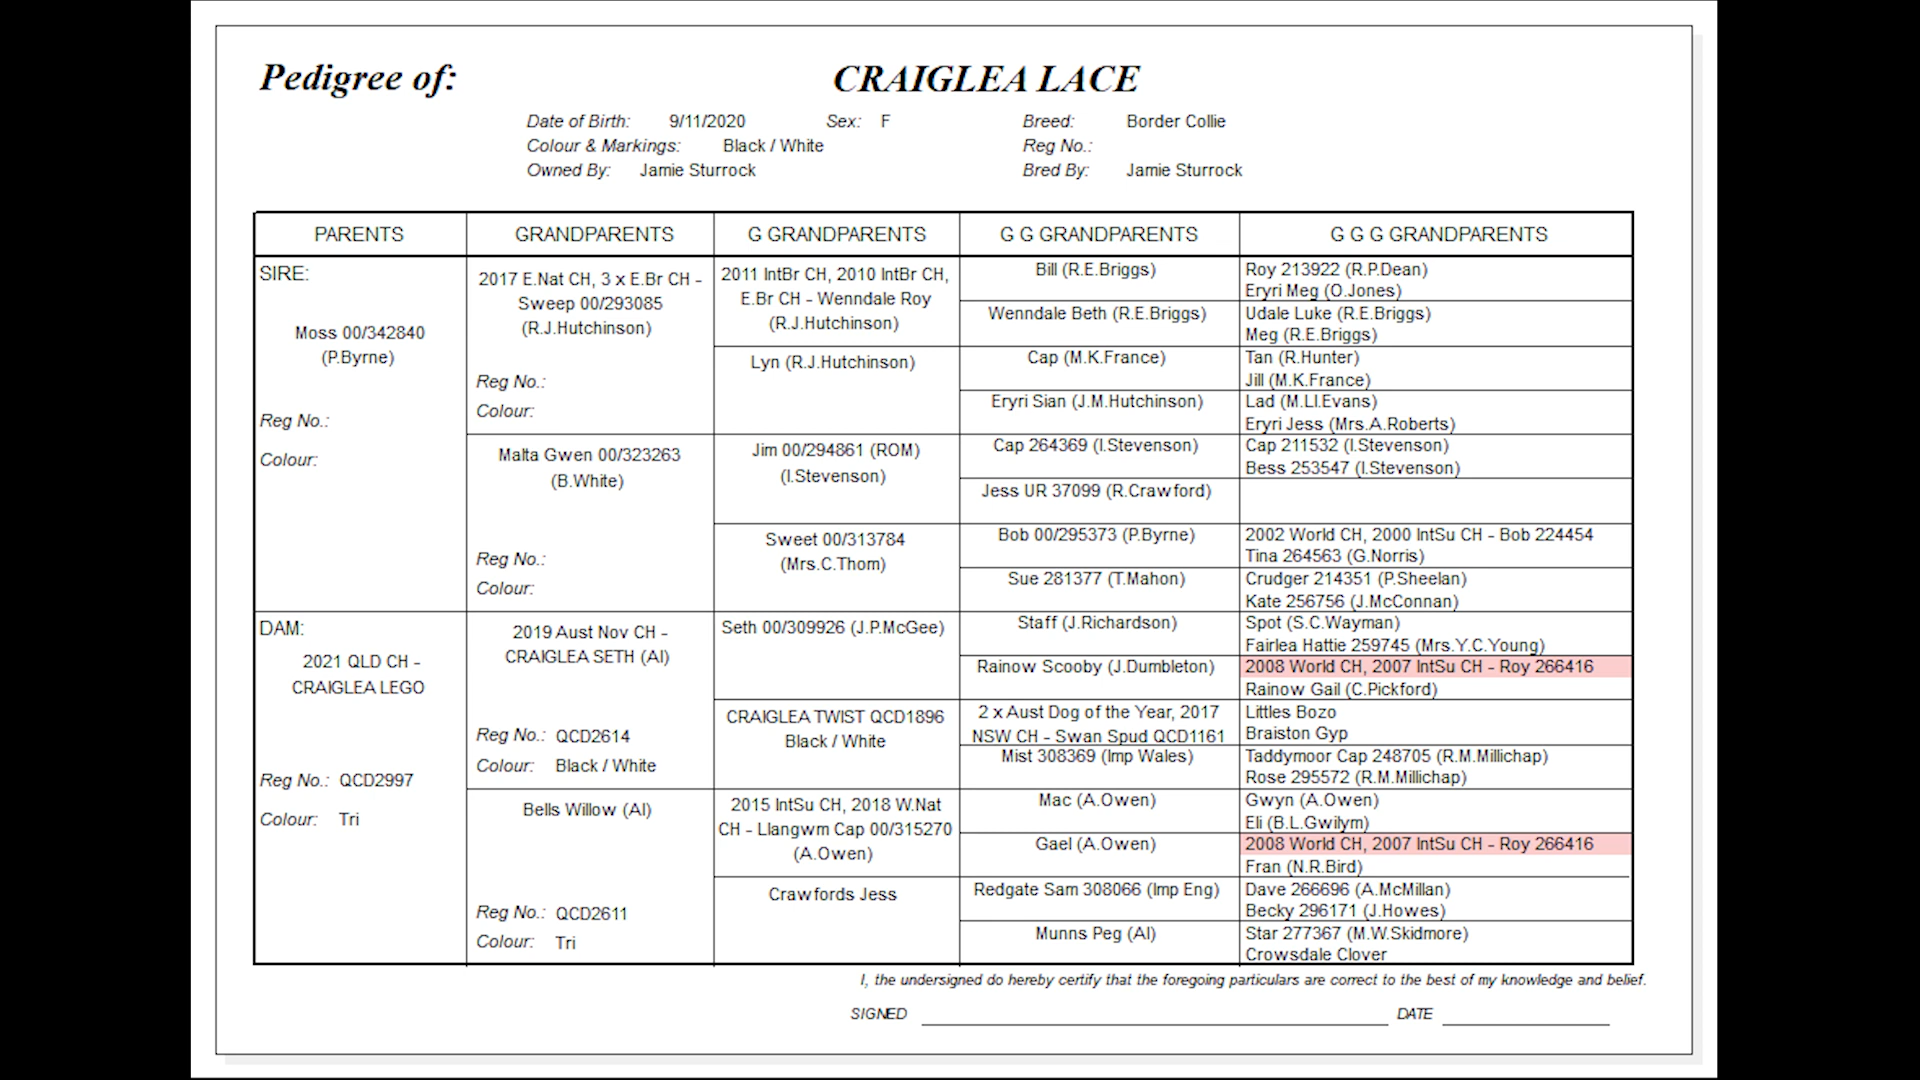 Pedigree of: CRAIGLEA LACE
Date of Birth: 9/11/2020 Sex: F Breed: Border Collie
Colour & Markings: Black / White Reg No.:
Owned By: Jamie Sturrock Bred By: Jamie Sturrock
PARENTS GRANDPARENTS G GRANDPARENTS G G GRANDPARENTS G G G GRANDPARENTS
SIRE:
Moss 00/342840
(P.Byrne)
Reg No.:
Colour:
DAM:
2021 QLD CH -
CRAIGLEA LEGO
Reg No.: QCD2997
Colour: Tri
2017 E.Nat CH, 3 x E.Br CH -
Sweep 00/293085
(R.J.Hutchinson)
Reg No.:
Colour:
Malta Gwen 00/323263
(B.White)
Reg No.:
Colour:
2019 Aust Nov CH -
CRAIGLEA SETH (AI)
Reg No.: QCD2614
Colour: Black / White
Bells Willow (AI)
Reg No.: QCD2611
Colour: Tri
2011 IntBr CH, 2010 IntBr CH,
E.Br CH - Wenndale Roy
(R.J.Hutchinson)
Lyn (R.J.Hutchinson)
Jim 00/294861 (ROM)
(I.Stevenson)
Sweet 00/313784
(Mrs.C.Thom)
Seth 00/309926 (J.P.McGee)
CRAIGLEA TWIST QCD1896
Black / White
2015 IntSu CH, 2018 W.Nat
CH - Llangwm Cap 00/315270
(A.Owen)
Crawfords Jess
Bill (R.E.Briggs)
Wenndale Beth (R.E.Briggs)
Cap (M.K.France)
Eryri Sian (J.M.Hutchinson)
Cap 264369 (I.Stevenson)
Jess UR 37099 (R.Crawford)
Bob 00/295373 (P.Byrne)
Sue 281377 (T.Mahon)
Staff (J.Richardson)
Rainow Scooby (J.Dumbleton)
2 x Aust Dog of the Year, 2017
NSW CH - Swan Spud QCD1161
Mist 308369 (Imp Wales)
Mac (A.Owen)
Gael (A.Owen)
Redgate Sam 308066 (Imp Eng)
Munns Peg (AI)
Roy 213922 (R.P.Dean)
Eryri Meg (O.Jones)
Udale Luke (R.E.Briggs)
Meg (R.E.Briggs)
Tan (R.Hunter)
Jill (M.K.France)
Lad (M.Ll.Evans)
Eryri Jess (Mrs.A.Roberts)
Cap 211532 (I.Stevenson)
Bess 253547 (I.Stevenson)
2002 World CH, 2000 IntSu CH - Bob 224454
Tina 264563 (G.Norris)
Crudger 214351 (P.Sheelan)
Kate 256756 (J.McConnan)
Spot (S.C.Wayman)
Fairlea Hattie 259745 (Mrs.Y.C.Young)
2008 World CH, 2007 IntSu CH - Roy 266416
Rainow Gail (C.Pickford)
Littles Bozo
Braiston Gyp
Taddymoor Cap 248705 (R.M.Millichap)
Rose 295572 (R.M.Millichap)
Gwyn (A.Owen)
Eli (B.L.Gwilym)
2008 World CH, 2007 IntSu CH - Roy 266416
Fran (N.R.Bird)
Dave 266696 (A.McMillan)
Becky 296171 (J.Howes)
Star 277367 (M.W.Skidmore)
Crowsdale Clover
I, the undersigned do hereby certify that the foregoing particulars are correct to the best of my knowledge and belief.
SIGNED DATE